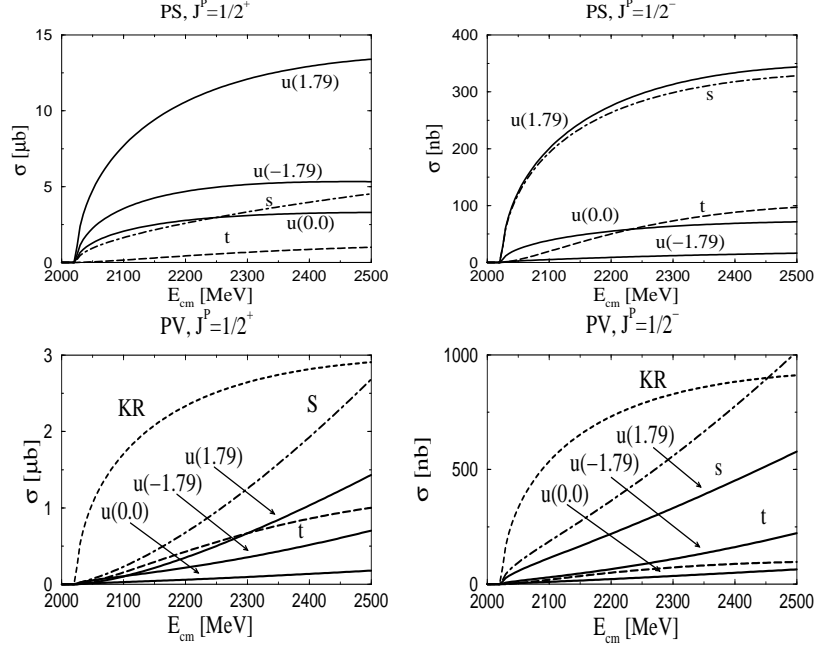 PS, J^P=1/2^+
15
10
5
0
σ [μb]
u(1.79)
u(−1.79)
s
u(0.0)
t
2000 2100 2200 2300 2400 2500
E_cm [MeV]
PS, J^P=1/2^−
400
300
200
100
0
σ [nb]
u(1.79)
s
u(0.0)
t
u(−1.79)
2000 2100 2200 2300 2400 2500
E_cm [MeV]
PV, J^P=1/2^+
3
2
1
0
σ [μb]
KR
S
u(1.79)
u(−1.79)
u(0.0)
t
2000 2100 2200 2300 2400 2500
E_cm [MeV]
PV, J^P=1/2^−
1000
500
0
σ [nb]
KR
u(1.79)
u(−1.79)
s
u(0.0)
t
2000 2100 2200 2300 2400 2500
E_cm [MeV]